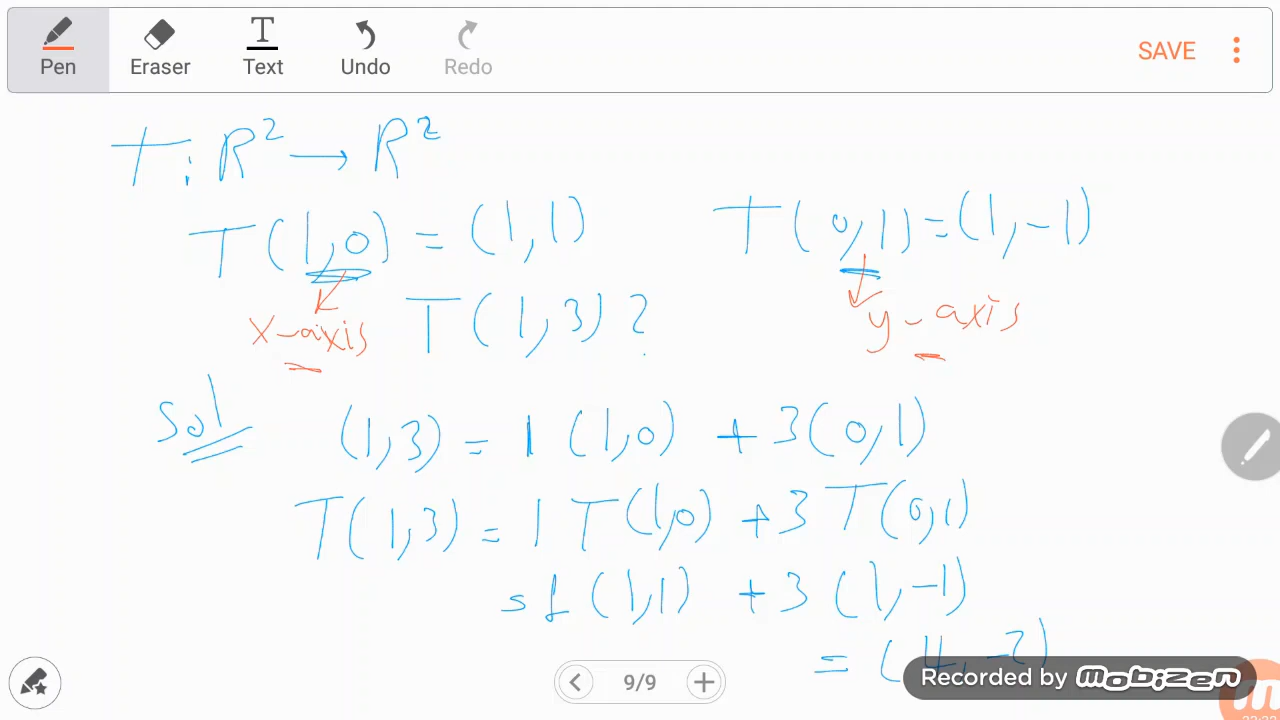 Pen Eraser Text Undo Redo SAVE
T: R² → R²
T(1,0) = (1,1) T(0,1) = (1,-1)
x-axis T(1,3)? y-axis
Sol (1,3) = 1(1,0) + 3(0,1)
T(1,3) = 1 T(1,0) + 3 T(0,1)
= 1(1,1) + 3(1,-1)
= (4,-2)
9/9
Recorded by Mobizen